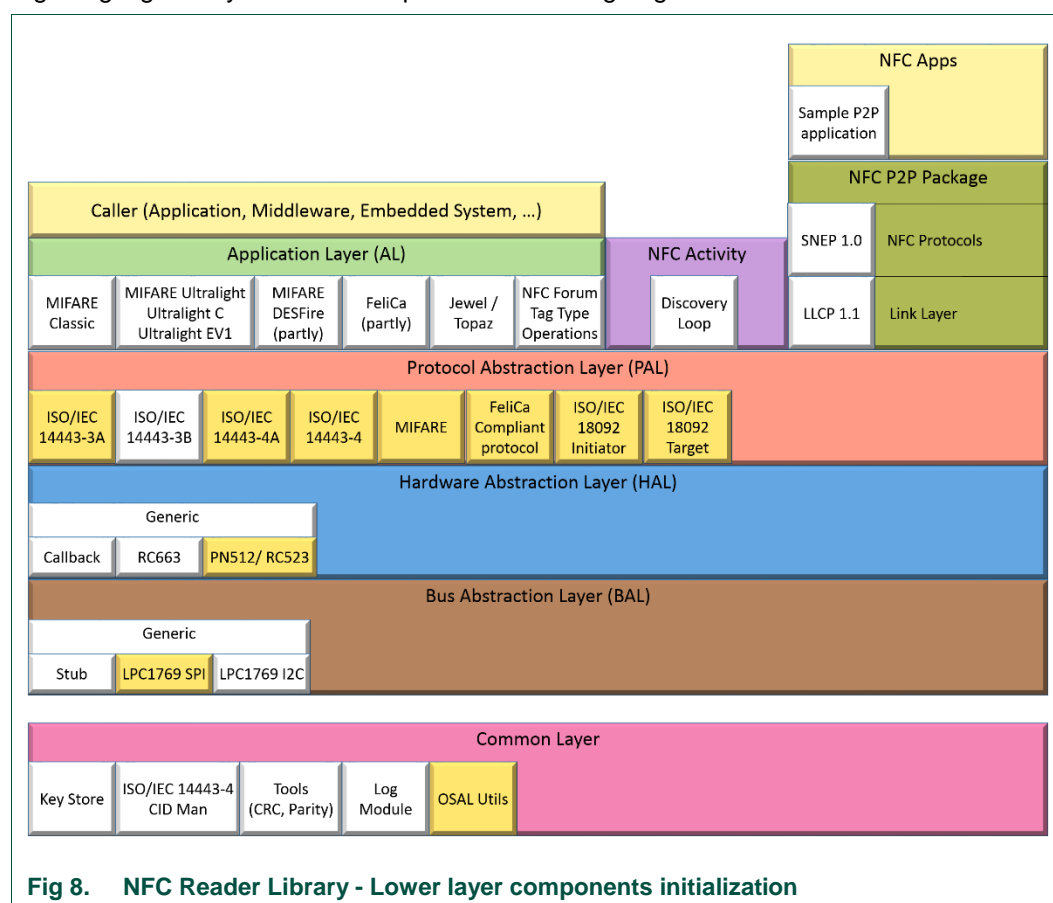 NFC Apps
Sample P2P
application
NFC P2P Package
Caller (Application, Middleware, Embedded System, ...)
SNEP 1.0
NFC Protocols
Application Layer (AL)
NFC Activity
MIFARE
Classic
MIFARE Ultralight
Ultralight C
Ultralight EV1
MIFARE
DESFire
(partly)
FeliCa
(partly)
Jewel /
Topaz
NFC Forum
Tag Type
Operations
Discovery
Loop
LLCP 1.1
Link Layer
Protocol Abstraction Layer (PAL)
ISO/IEC
14443-3A
ISO/IEC
14443-3B
ISO/IEC
14443-4A
ISO/IEC
14443-4
MIFARE
FeliCa
Compliant
protocol
ISO/IEC
18092
Initiator
ISO/IEC
18092
Target
Hardware Abstraction Layer (HAL)
Generic
Callback
RC663
PN512/ RC523
Bus Abstraction Layer (BAL)
Generic
Stub
LPC1769 SPI
LPC1769 I2C
Common Layer
Key Store
ISO/IEC 14443-4
CID Man
Tools
(CRC, Parity)
Log
Module
OSAL Utils
Fig 8. NFC Reader Library - Lower layer components initialization